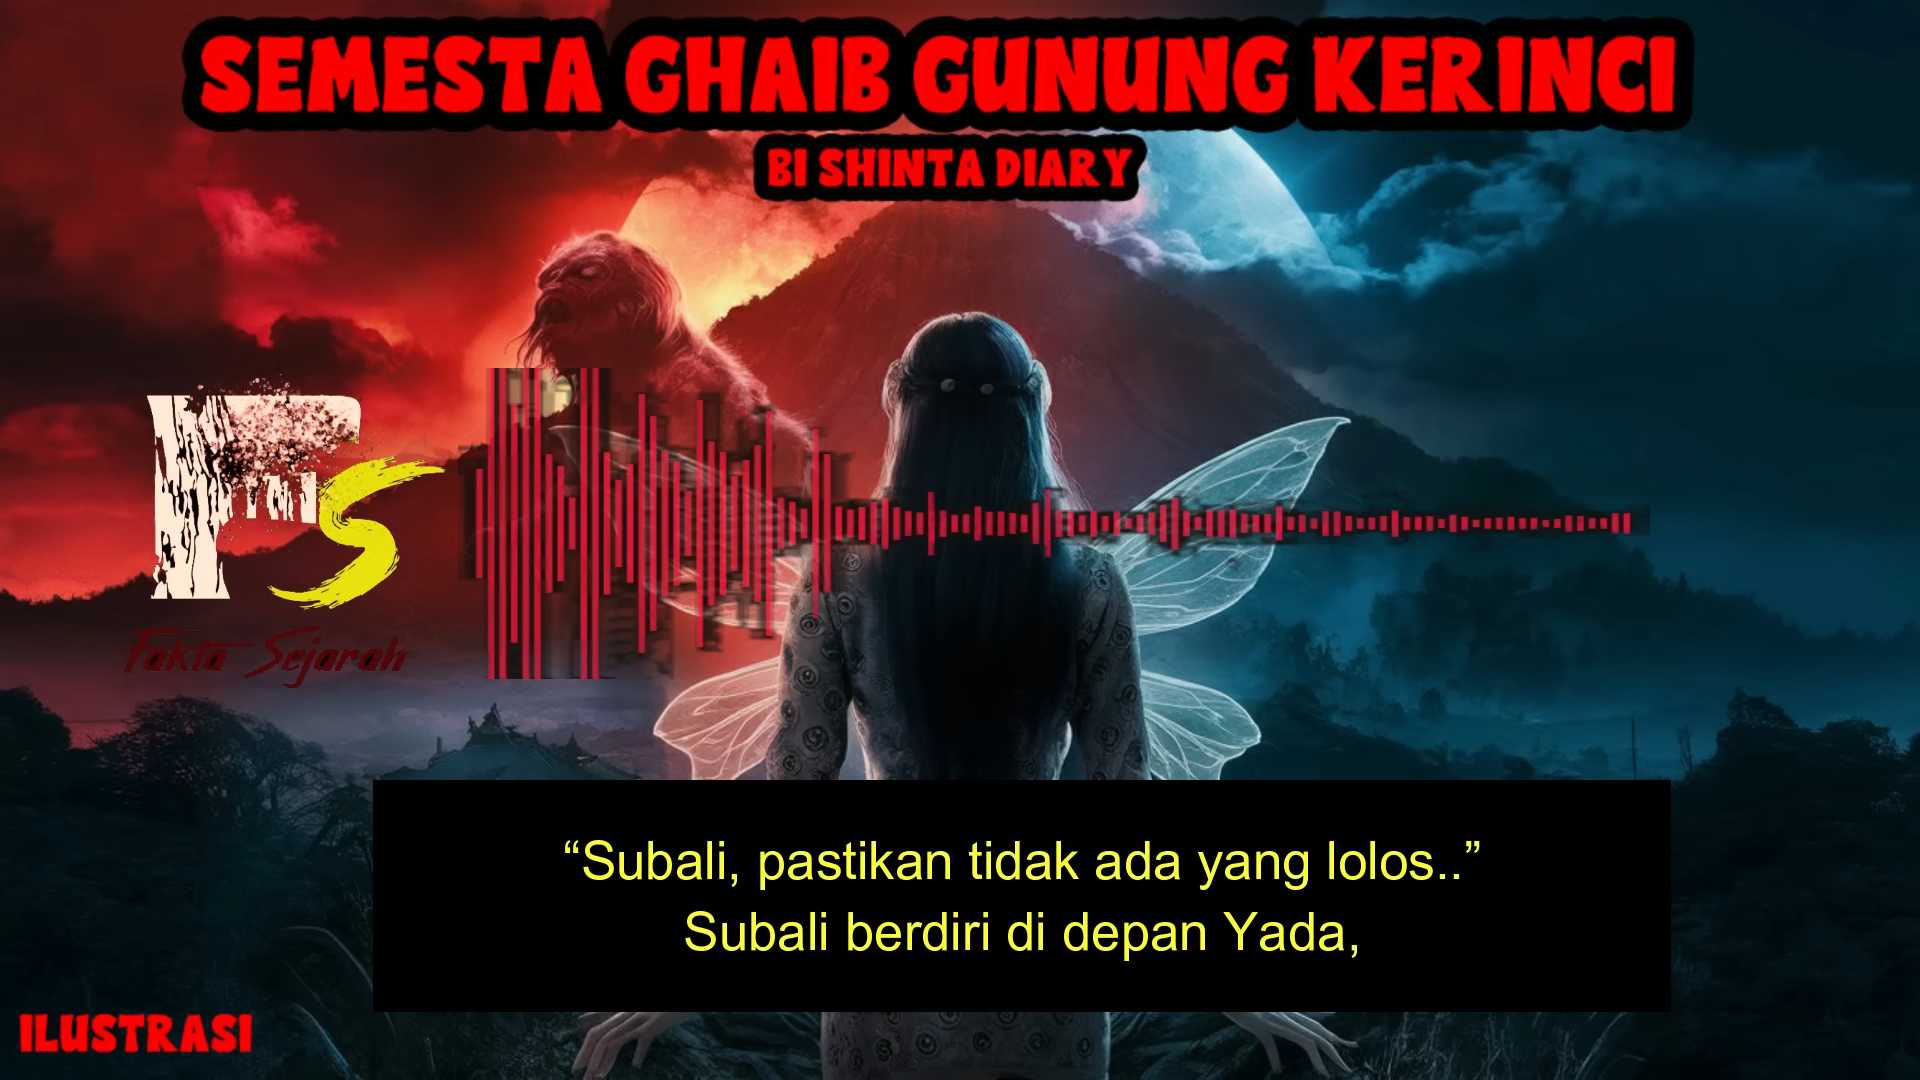 SEMESTA GHAIB GUNUNG KERINCI
BI SHINTA DIARY
FS
Fakta Sejarah
“Subali, pastikan tidak ada yang lolos..”
Subali berdiri di depan Yada,
ILUSTRASI